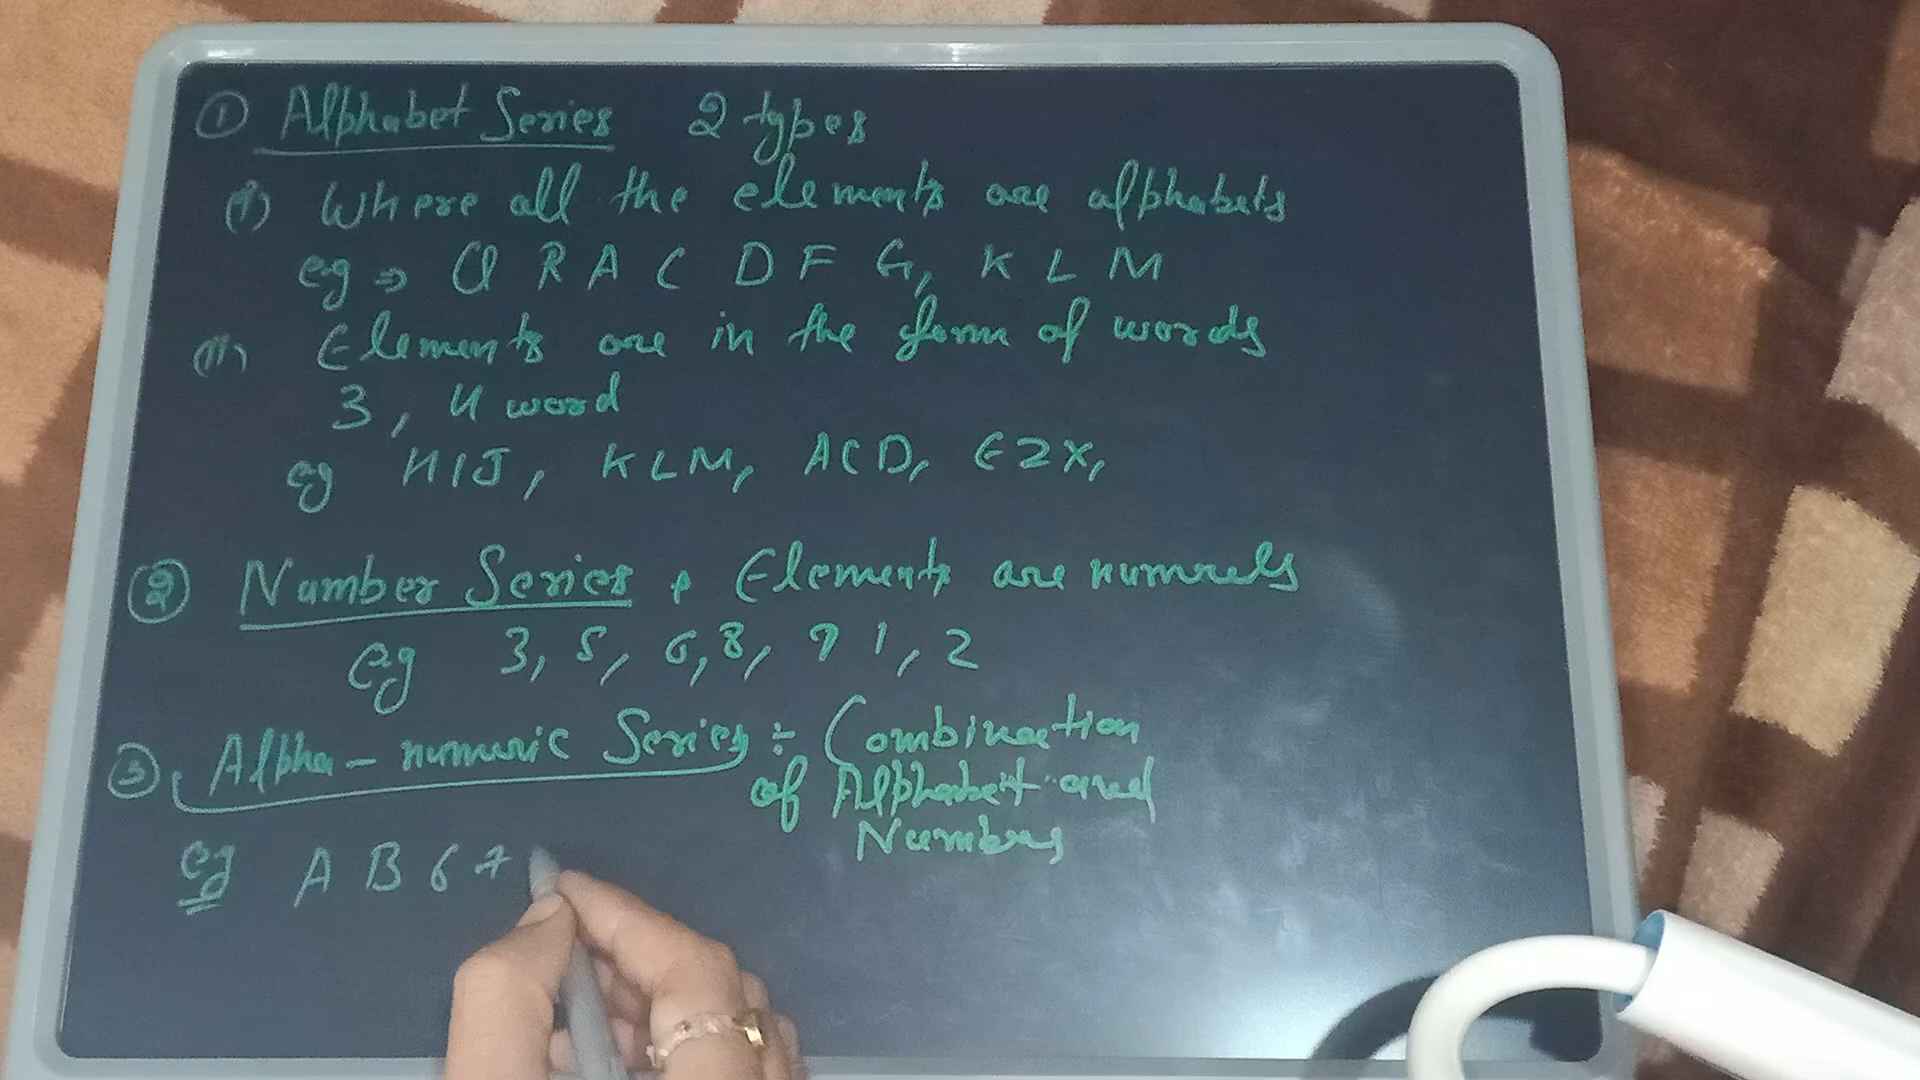 ① Alphabet Series 2 types
(i) Where all the elements are alphabets
eg → Q R A C D F G, K L M
(ii) Elements are in the form of words
3, 4 word
eg HIJ, KLM, ACD, EZX,
② Number Series, Elements are numrels
eg 3, 5, 6, 8, 9 1, 2
③ Alpha - numeric Series :- Combination
of Alphabet and
Numbers
eg A B 6 7